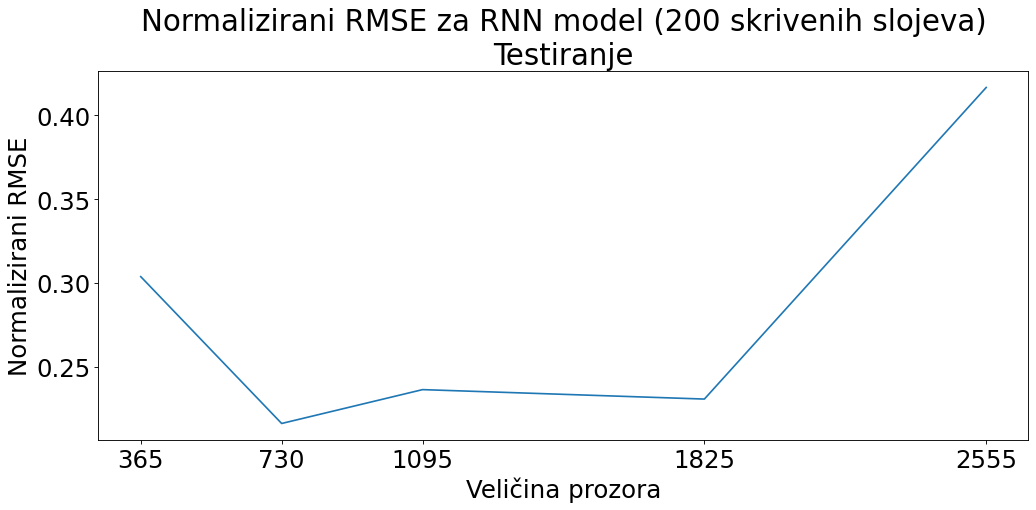 Normalizirani RMSE za RNN model (200 skrivenih slojeva)
Testiranje
Normalizirani RMSE
0.40
0.35
0.30
0.25
365 730 1095 1825 2555
Veličina prozora